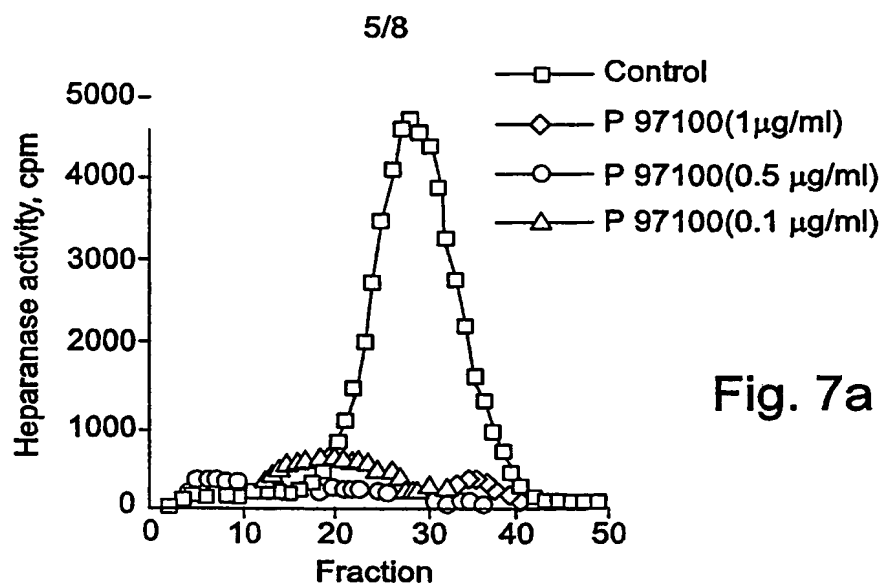 5/8
Control
P 97100(1µg/ml)
P 97100(0.5 µg/ml)
P 97100(0.1 µg/ml)
Heparanase activity, cpm
5000
4000
3000
2000
1000
0
0 10 20 30 40 50
Fraction
Fig. 7a